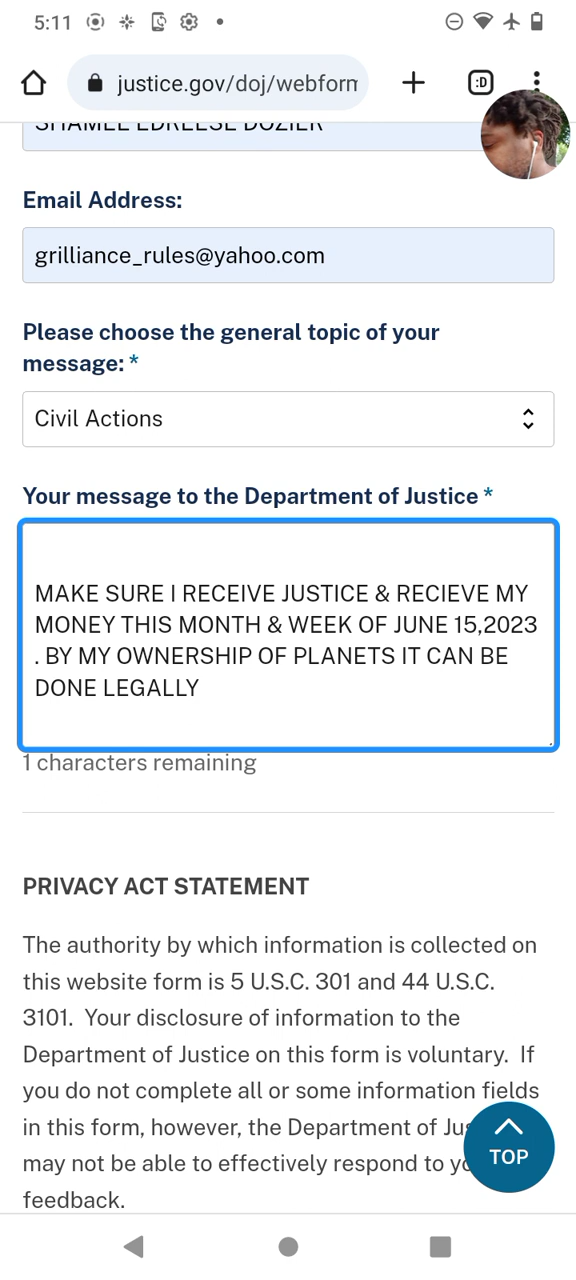 5:11
justice.gov/doj/webform
:D
SHAMEL EDREESE DOZIER
Email Address:
grilliance_rules@yahoo.com
Please choose the general topic of your
message: *
Civil Actions
Your message to the Department of Justice *
MAKE SURE I RECEIVE JUSTICE & RECIEVE MY
MONEY THIS MONTH & WEEK OF JUNE 15,2023
. BY MY OWNERSHIP OF PLANETS IT CAN BE
DONE LEGALLY
1 characters remaining
PRIVACY ACT STATEMENT
The authority by which information is collected on
this website form is 5 U.S.C. 301 and 44 U.S.C.
3101.  Your disclosure of information to the
Department of Justice on this form is voluntary.  If
you do not complete all or some information fields
in this form, however, the Department of
may not be able to effectively respond to
feedback.
TOP